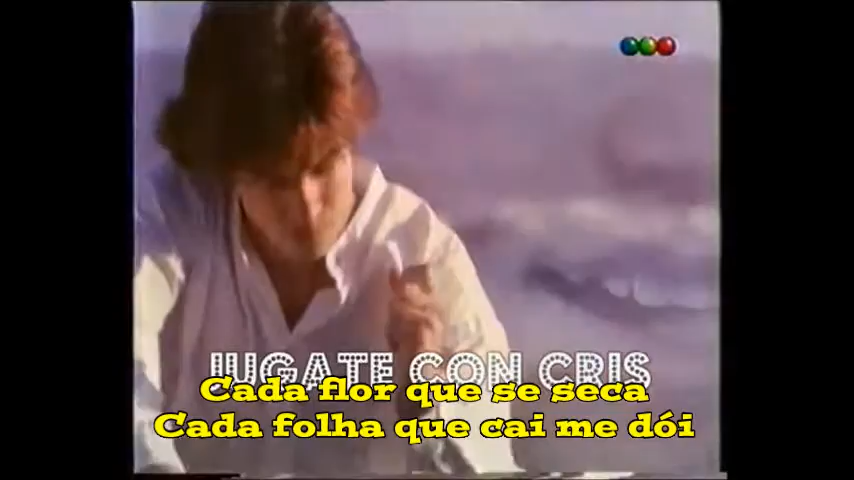 JUGATE CON CRIS
Cada flor que se seca
Cada folha que cai me dói